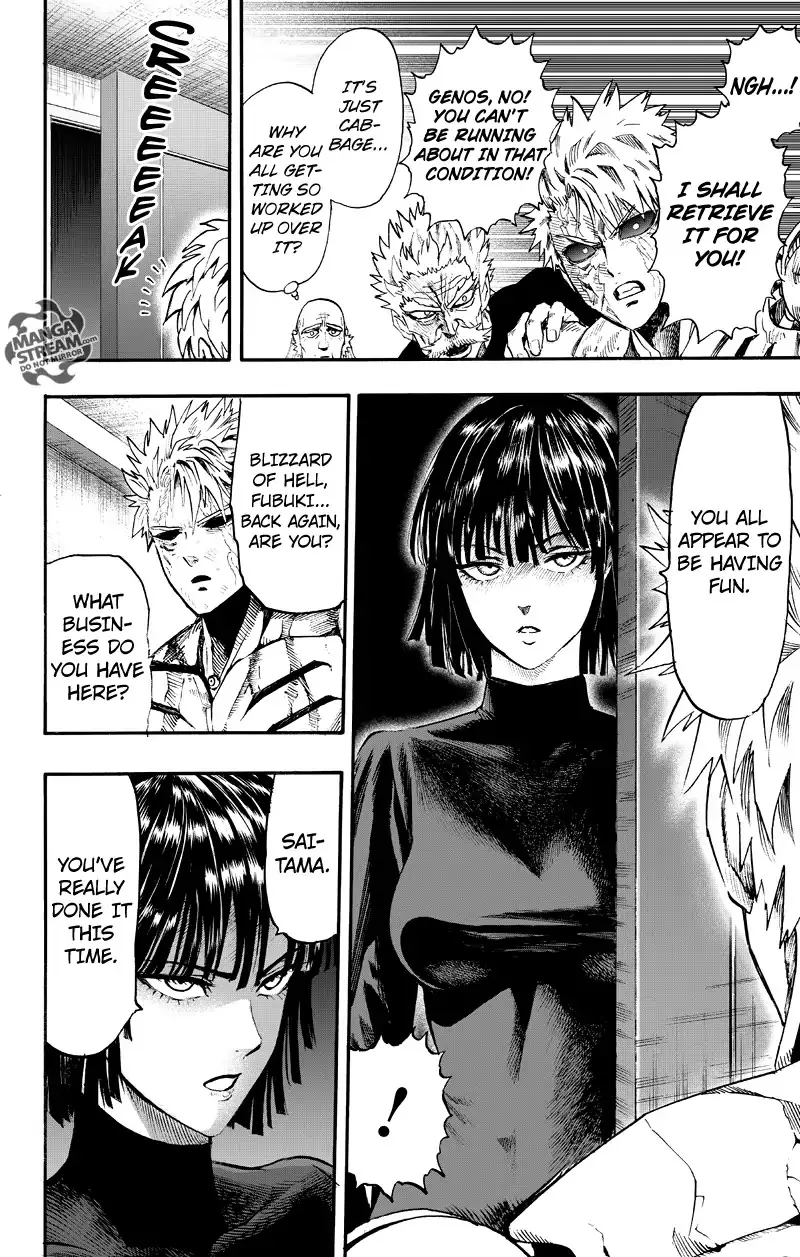 NGH...!
I SHALL
RETRIEVE
IT FOR
YOU!
GENOS, NO!
YOU CAN'T
BE RUNNING
ABOUT IN THAT
CONDITION!
IT'S
JUST
CAB-
BAGE...
WHY
ARE YOU
ALL GET-
TING SO
WORKED
UP OVER
IT?
CREEEEEAK
MANGA
STREAM.com
DO NOT MIRROR
YOU ALL
APPEAR TO
BE HAVING
FUN.
!
BLIZZARD
OF HELL,
FUBUKI...
BACK AGAIN,
ARE YOU?
WHAT
BUSIN-
ESS DO
YOU HAVE
HERE?
SAI-
TAMA.
YOU'VE
REALLY
DONE IT
THIS
TIME.